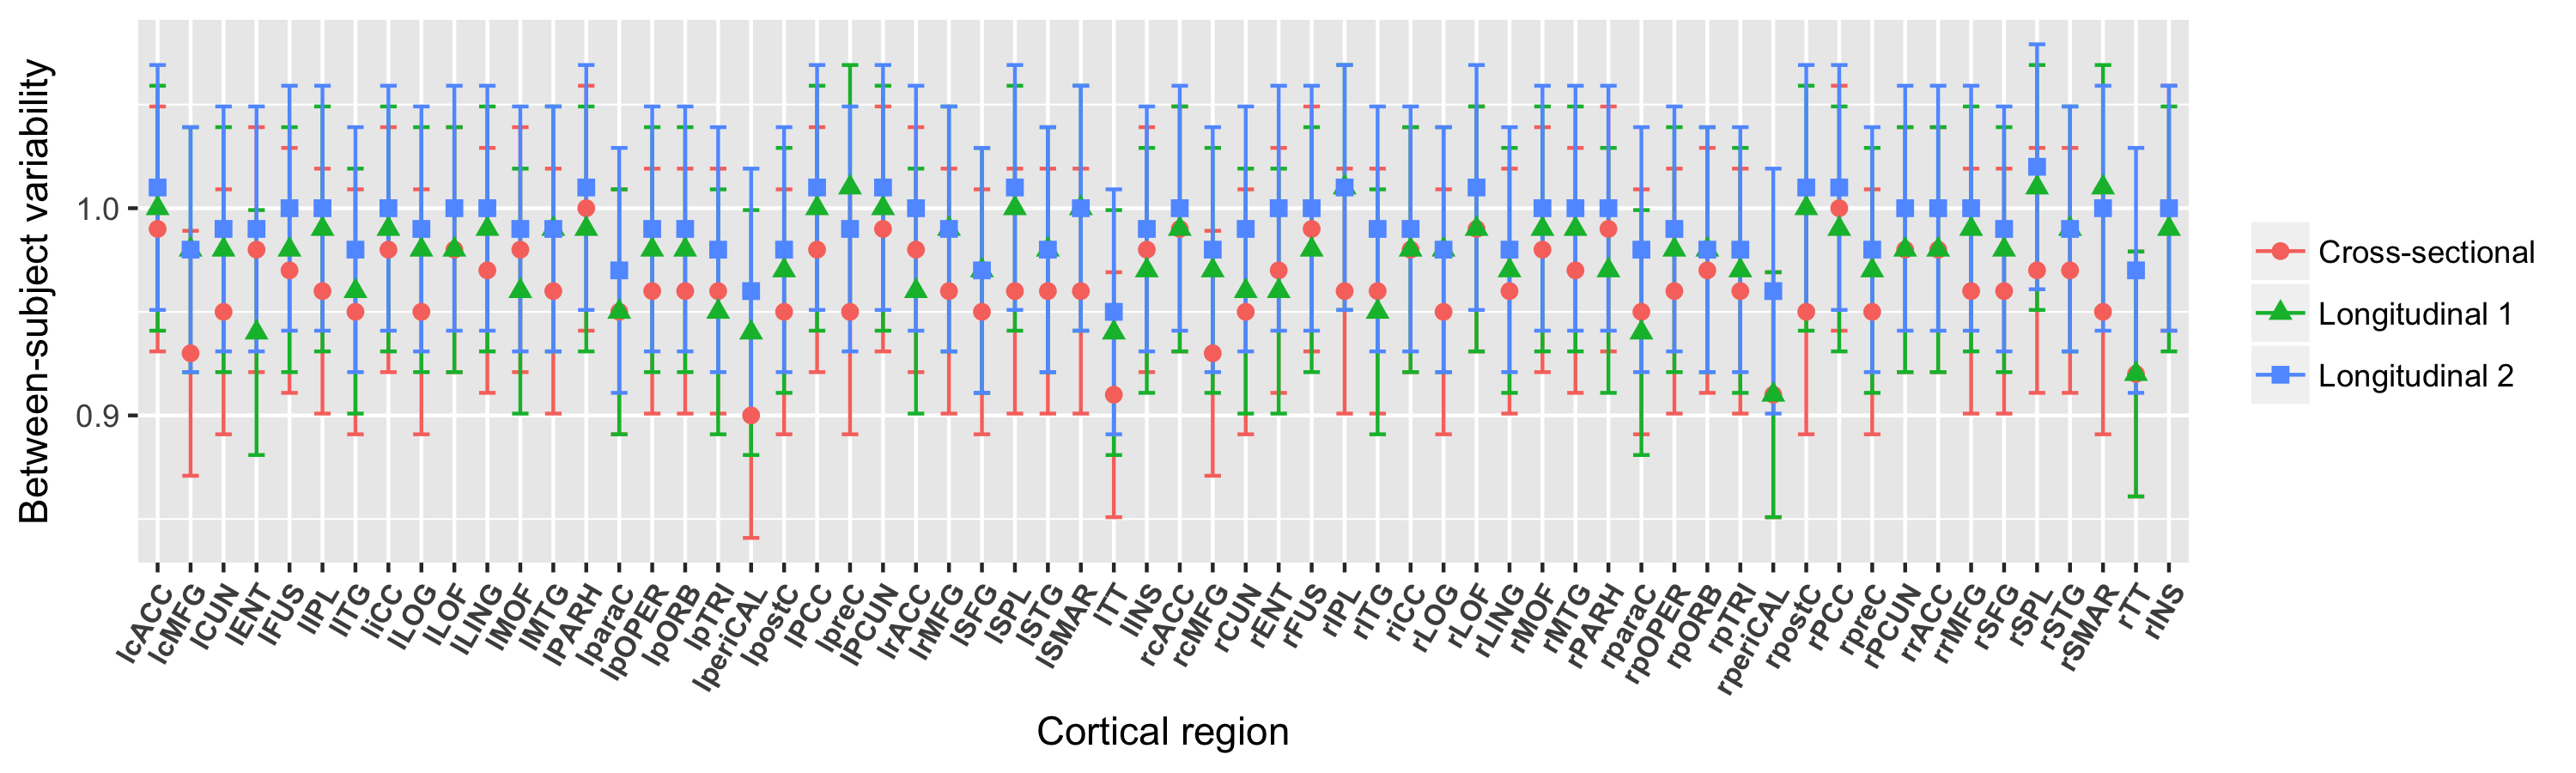 Between-subject variability
1.0
0.9
lcACC
lcMFG
lCUN
lENT
lFUS
lIPL
lITG
liCC
lLOG
lLOF
lLING
lMOF
lMTG
lPARH
lparaC
lpOPER
lpORB
lpTRI
lperiCAL
lpostC
lPCC
lpreC
lPCUN
lrACC
lrMFG
lSFG
lSPL
lSTG
lSMAR
lTT
lINS
rcACC
rcMFG
rCUN
rENT
rFUS
rIPL
rITG
riCC
rLOG
rLOF
rLING
rMOF
rMTG
rPARH
rparaC
rpOPER
rpORB
rpTRI
rperiCAL
rpostC
rPCC
rpreC
rPCUN
rrACC
rrMFG
rSFG
rSPL
rSTG
rSMAR
rTT
rINS
Cortical region
Cross-sectional
Longitudinal 1
Longitudinal 2